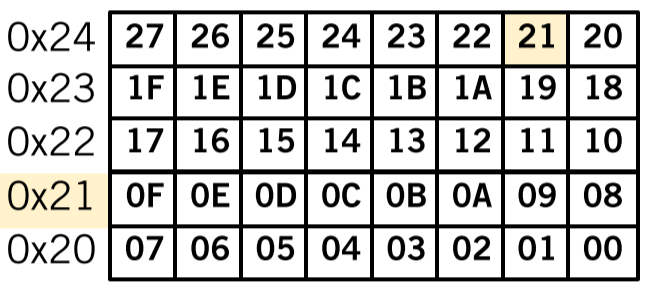 0x24 27 26 25 24 23 22 21 20
0x23 1F 1E 1D 1C 1B 1A 19 18
0x22 17 16 15 14 13 12 11 10
0x21 0F 0E 0D 0C 0B 0A 09 08
0x20 07 06 05 04 03 02 01 00